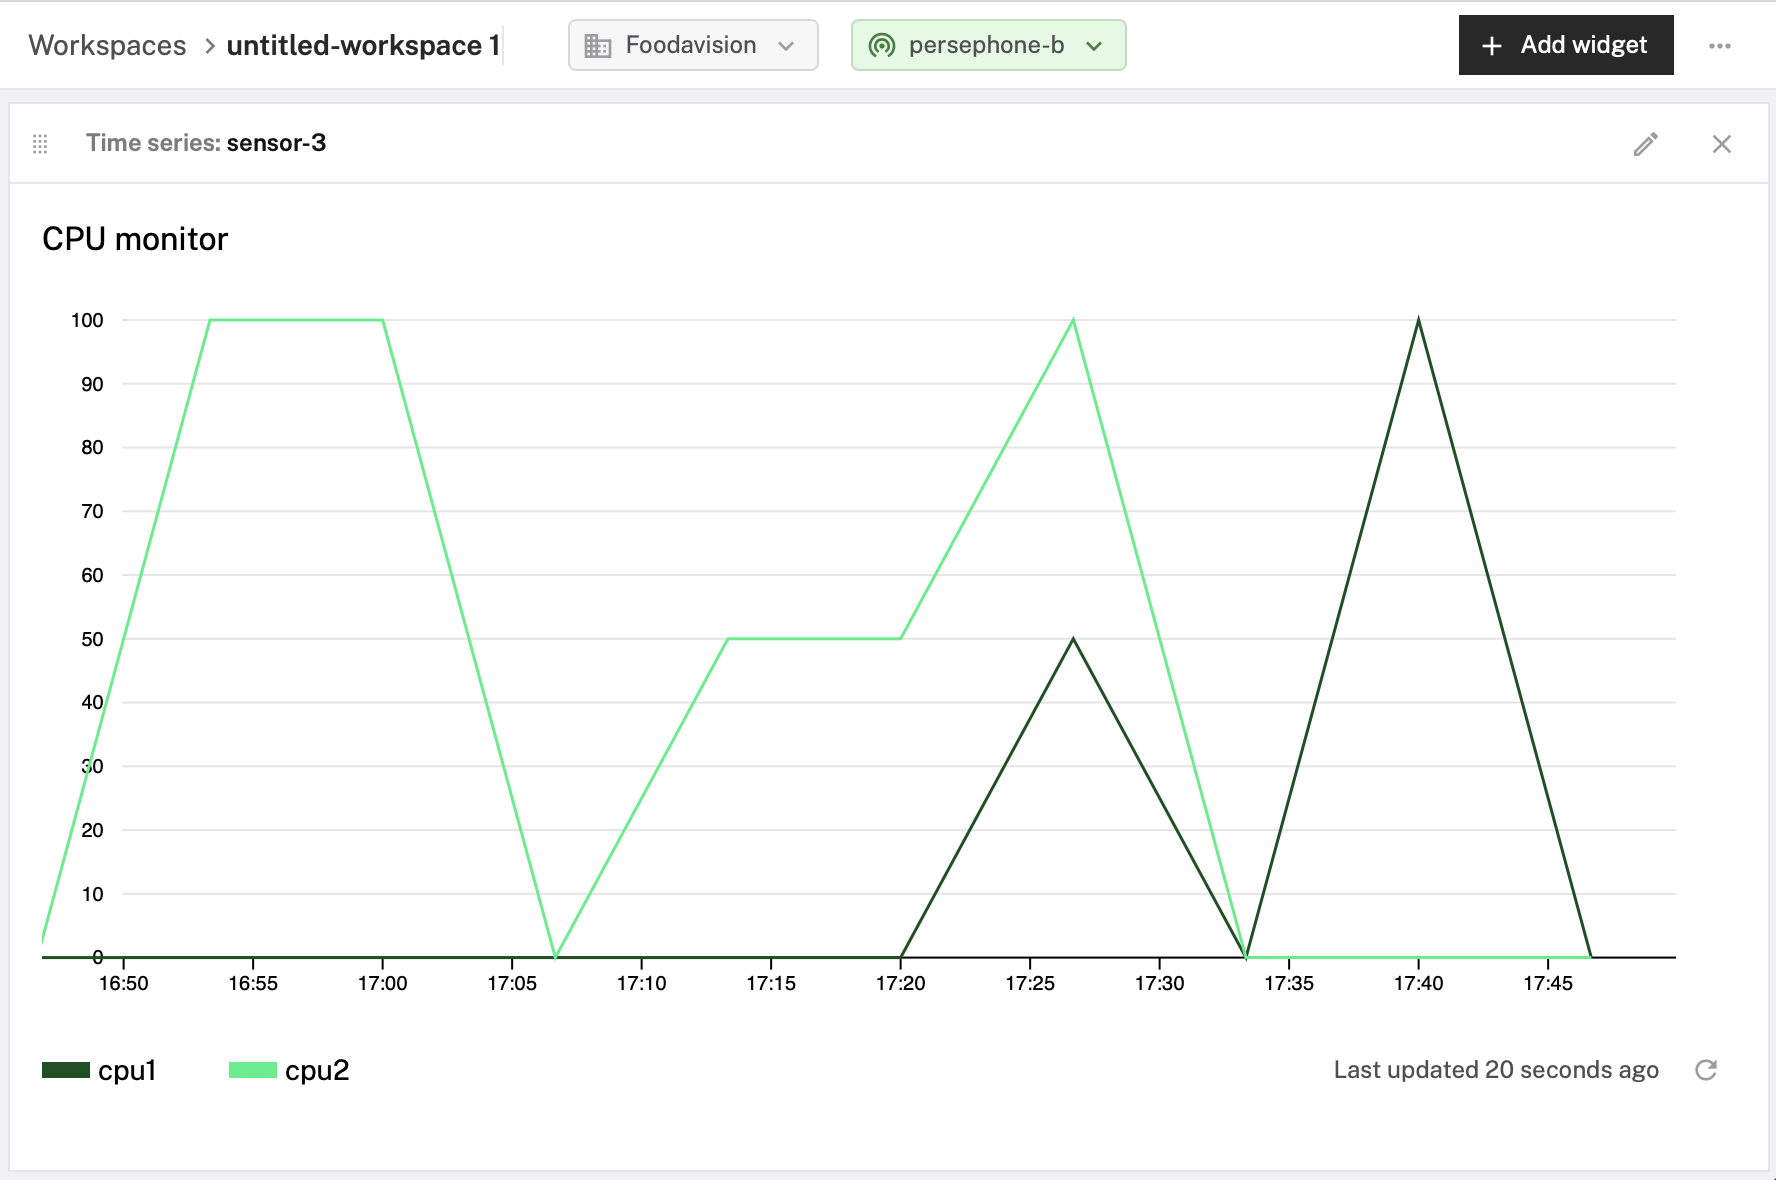 Workspaces > untitled-workspace 1
Foodavision
persephone-b
+ Add widget
Time series: sensor-3
CPU monitor
100
90
80
70
60
50
40
30
20
10
0
16:50 16:55 17:00 17:05 17:10 17:15 17:20 17:25 17:30 17:35 17:40 17:45
cpu1 cpu2
Last updated 20 seconds ago